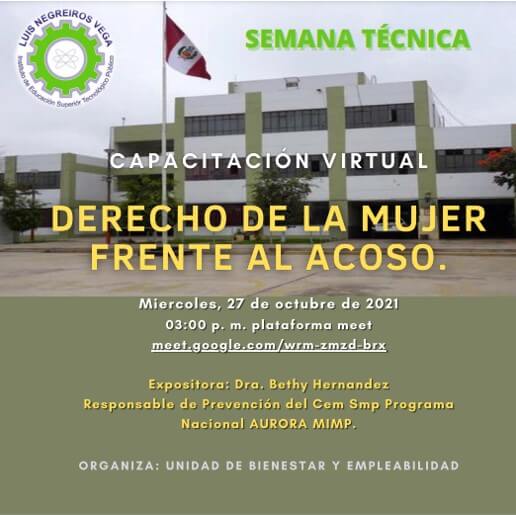 LUIS NEGREIROS VEGA
Instituto de Educación Superior Tecnológico Público
SEMANA TÉCNICA
CAPACITACIÓN VIRTUAL
DERECHO DE LA MUJER
FRENTE AL ACOSO.
Miercoles, 27 de octubre de 2021
03:00 p. m. plataforma meet
meet.google.com/wrm-zmzd-brx
Expositora: Dra. Bethy Hernandez
Responsable de Prevención del Cem Smp Programa
Nacional AURORA MIMP.
ORGANIZA: UNIDAD DE BIENESTAR Y EMPLEABILIDAD